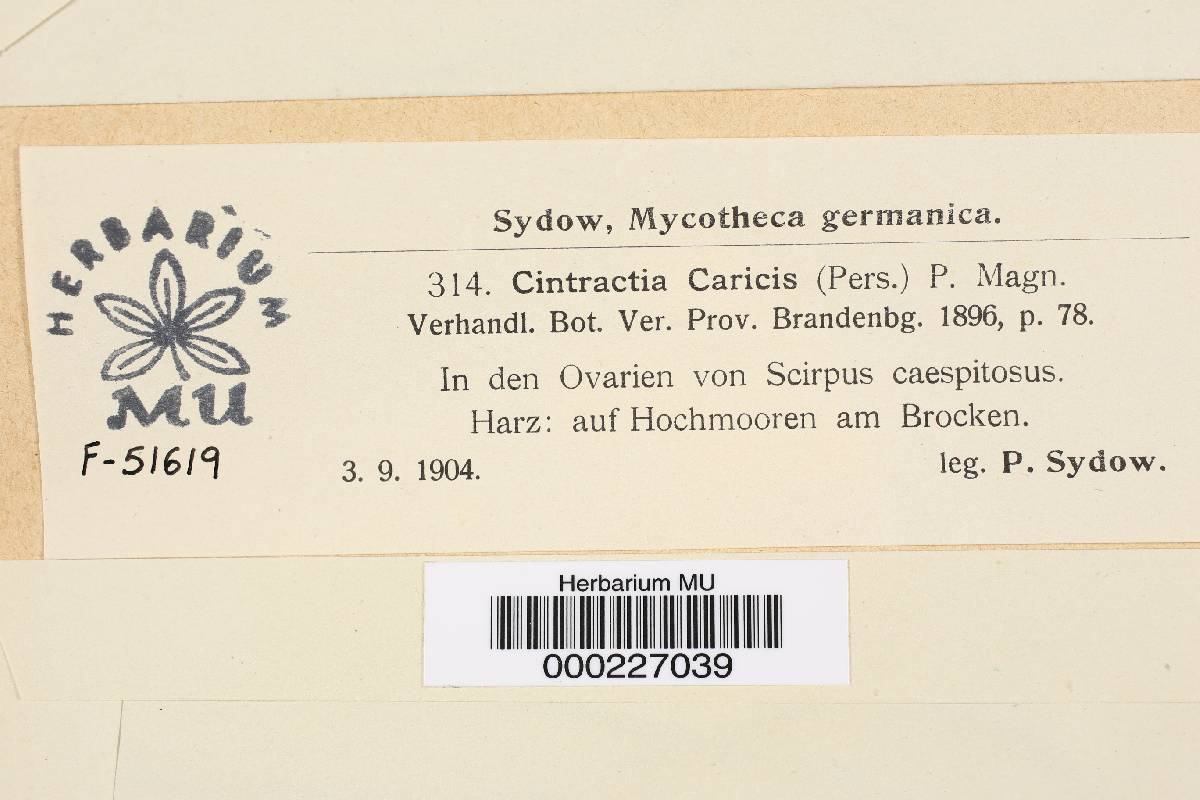 HERBARIUM
MU
F-51619
Sydow, Mycotheca germanica.
314. Cintractia Caricis (Pers.) P. Magn.
Verhandl. Bot. Ver. Prov. Brandenbg. 1896, p. 78.
In den Ovarien von Scirpus caespitosus.
Harz: auf Hochmooren am Brocken.
3. 9. 1904.
leg. P. Sydow.
Herbarium MU
000227039